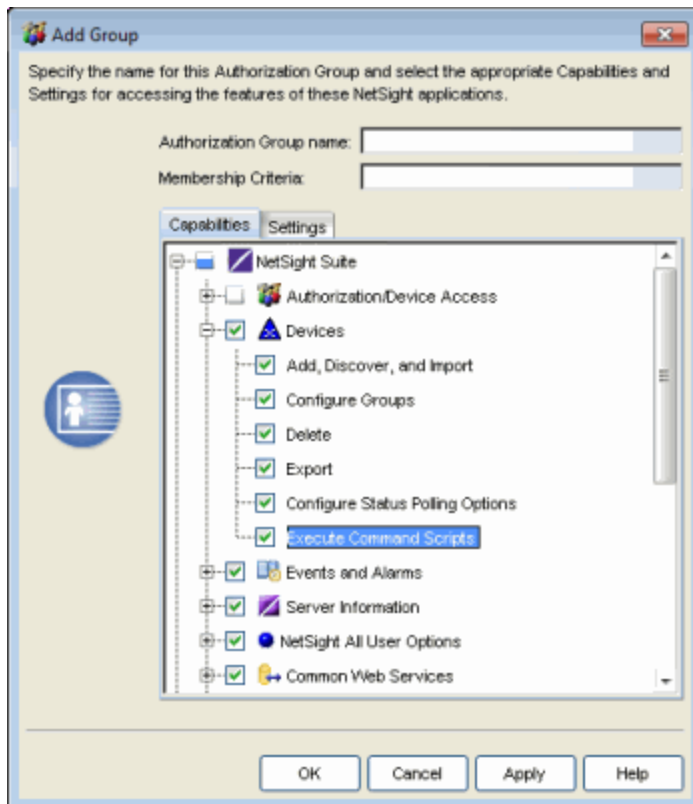 Add Group
Specify the name for this Authorization Group and select the appropriate Capabilities and
Settings for accessing the features of these NetSight applications.
Authorization Group name:
Membership Criteria:
Capabilities Settings
NetSight Suite
Authorization/Device Access
Devices
Add, Discover, and Import
Configure Groups
Delete
Export
Configure Status Polling Options
Execute Command Scripts
Events and Alarms
Server Information
NetSight All User Options
Common Web Services
OK Cancel Apply Help